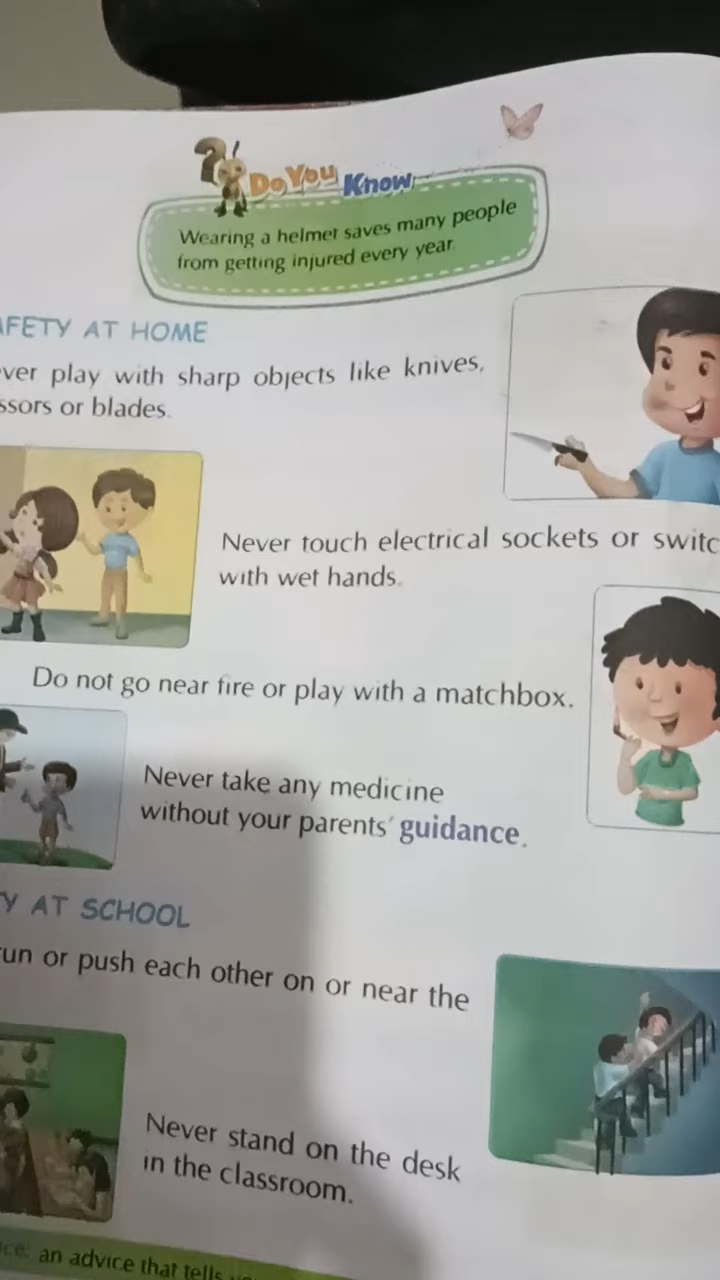 Do You Know
Wearing a helmet saves many people
from getting injured every year.
AFETY AT HOME
ver play with sharp objects like knives,
ssors or blades.
Never touch electrical sockets or switc
with wet hands.
Do not go near fire or play with a matchbox.
Never take any medicine
without your parents' guidance.
Y AT SCHOOL
un or push each other on or near the
Never stand on the desk
in the classroom.
ce: an advice that tells